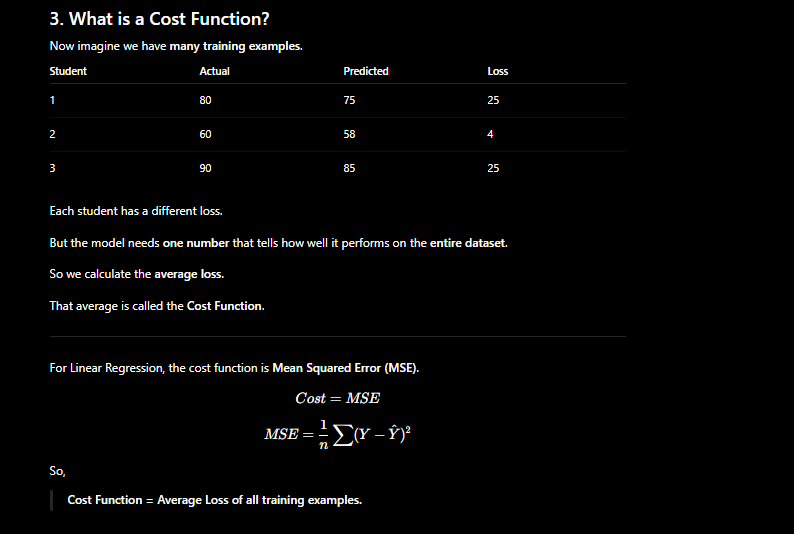 3. What is a Cost Function?
Now imagine we have many training examples.
Student Actual Predicted Loss
1 80 75 25
2 60 58 4
3 90 85 25
Each student has a different loss.
But the model needs one number that tells how well it performs on the entire dataset.
So we calculate the average loss.
That average is called the Cost Function.
For Linear Regression, the cost function is Mean Squared Error (MSE).
Cost = MSE
MSE = 1/n ∑(Y − Ŷ)²
So,
Cost Function = Average Loss of all training examples.